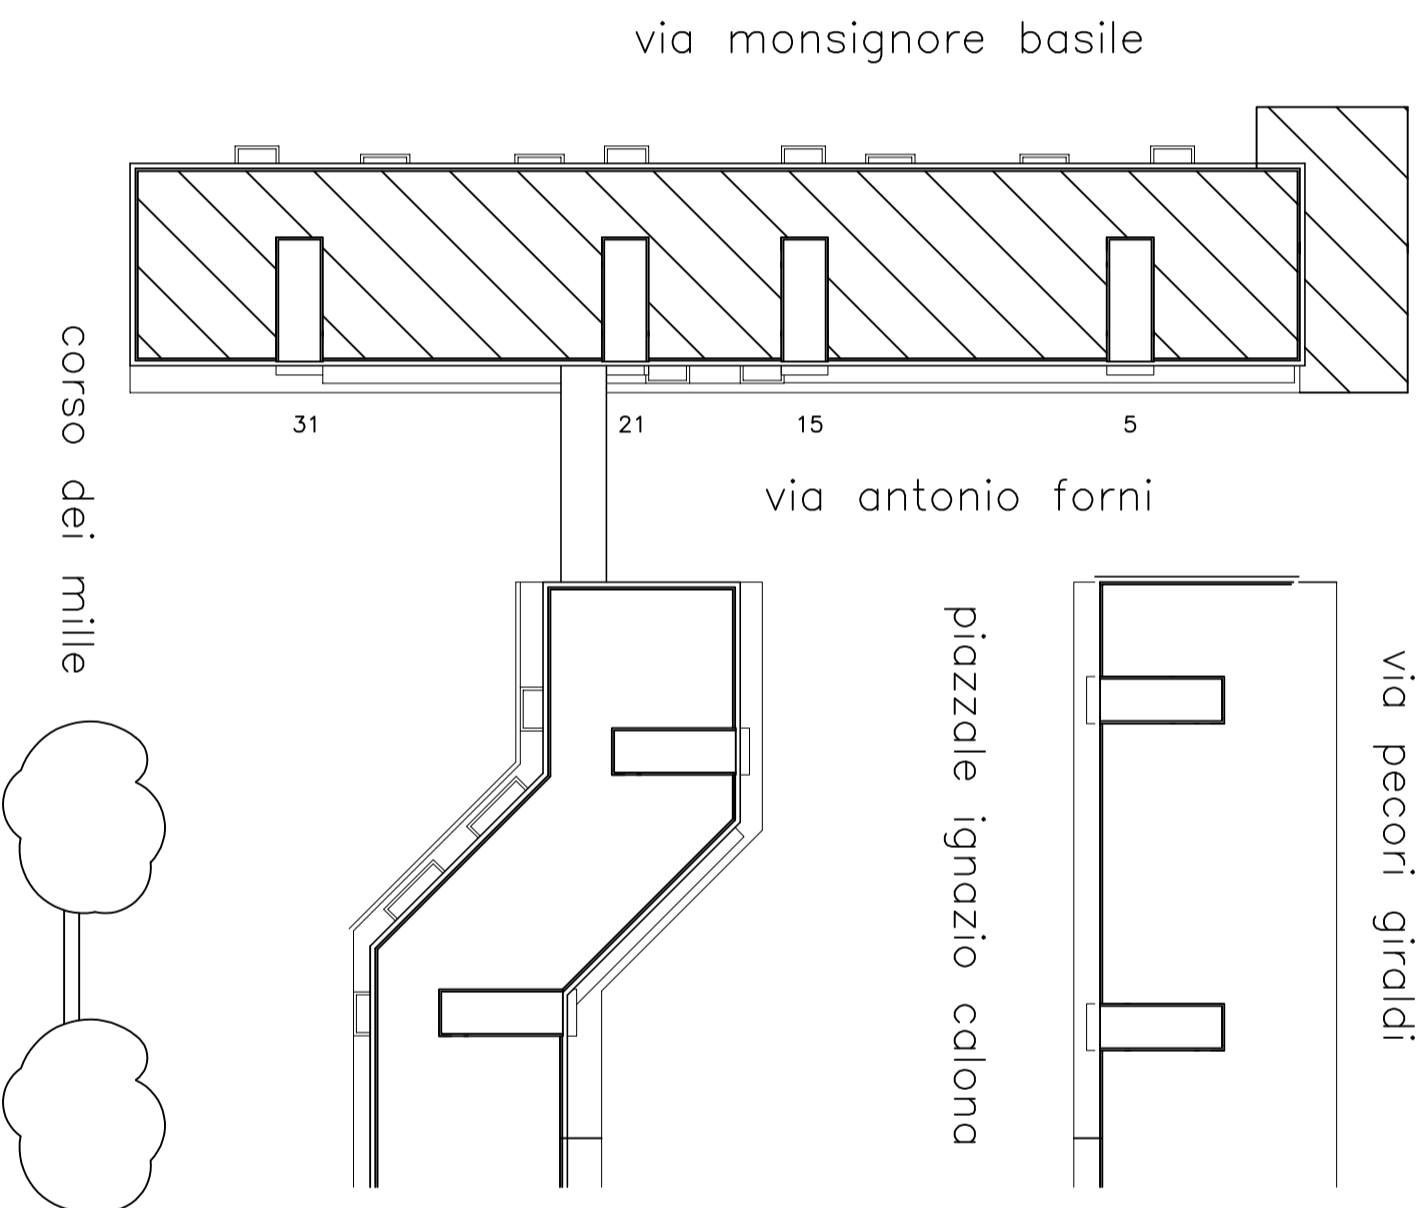 via monsignore basile
31
21
15
5
via antonio forni
corso dei mille
piazzale ignazio calona
via pecori giraldi